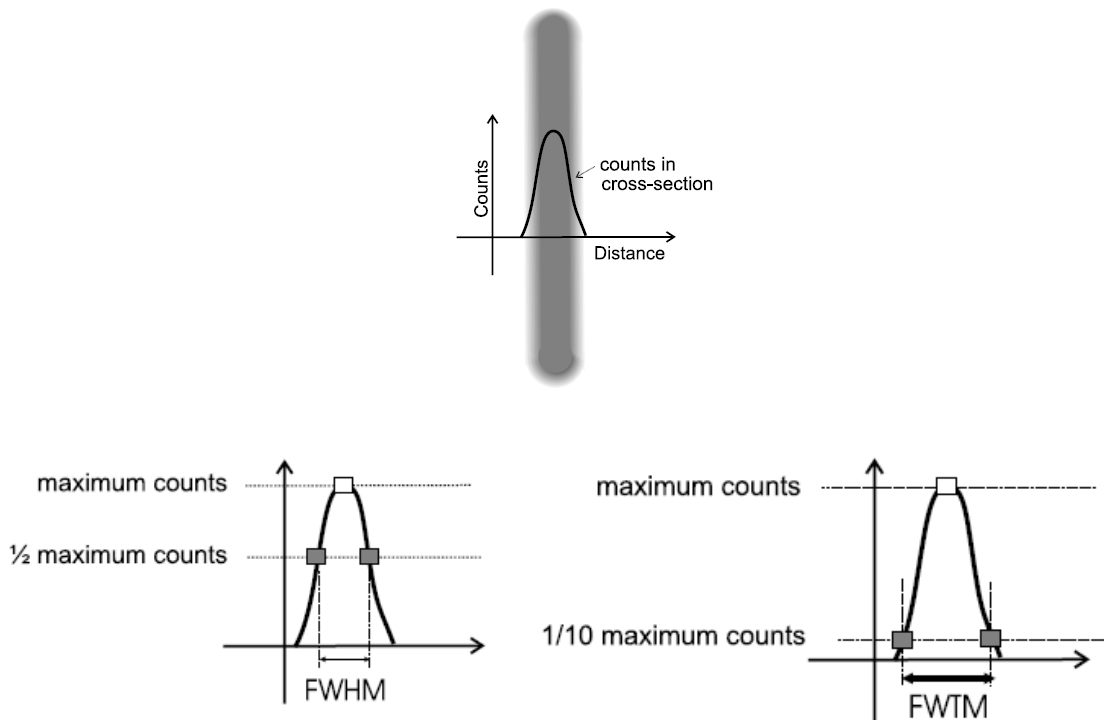 Counts
counts in
cross-section
Distance
maximum counts
½ maximum counts
FWHM
maximum counts
1/10 maximum counts
FWTM